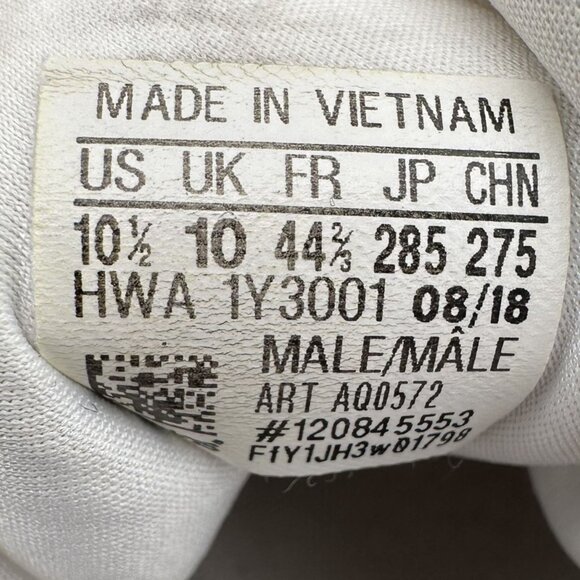 MADE IN VIETNAM
US UK FR JP CHN
10½ 10 44⅔ 285 275
HWA 1Y3001 08/18
MALE/MÂLE
ART AQ0572
#120845553
F1Y1JH3w01798